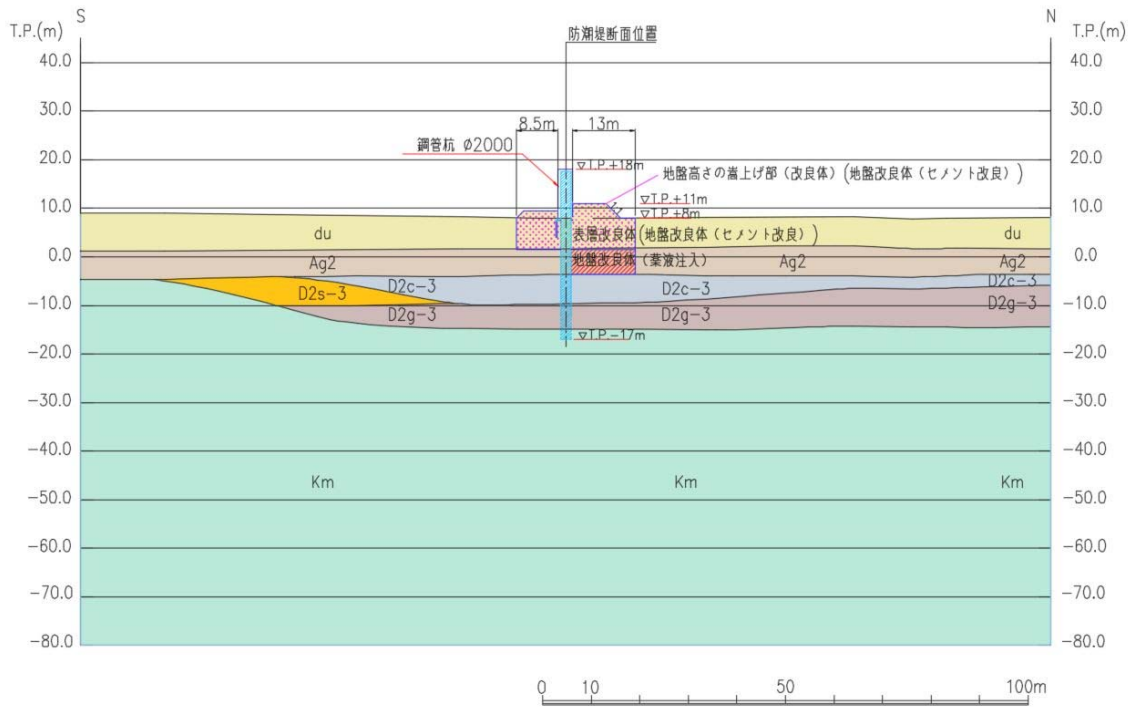 S
N
T.P.(m)
T.P.(m)
防潮堤断面位置
40.0
40.0
30.0
30.0
8.5m
13m
鋼管杭 ø2000
20.0
▽T.P.+18m
20.0
地盤高さの嵩上げ部(改良体)(地盤改良体(セメント改良))
▽T.P.+11m
10.0
▽T.P.+8m
10.0
du
表層改良体(地盤改良体(セメント改良))
du
0.0
地盤改良体(薬液注入)
0.0
Ag2
Ag2
Ag2
D2s-3
D2c-3
D2c-3
D2c-3
-10.0
D2g-3
D2g-3
D2g-3
-10.0
▽T.P.-17m
-20.0
-20.0
-30.0
-30.0
-40.0
-40.0
Km
Km
Km
-50.0
-50.0
-60.0
-60.0
-70.0
-70.0
-80.0
-80.0
0
10
50
100m